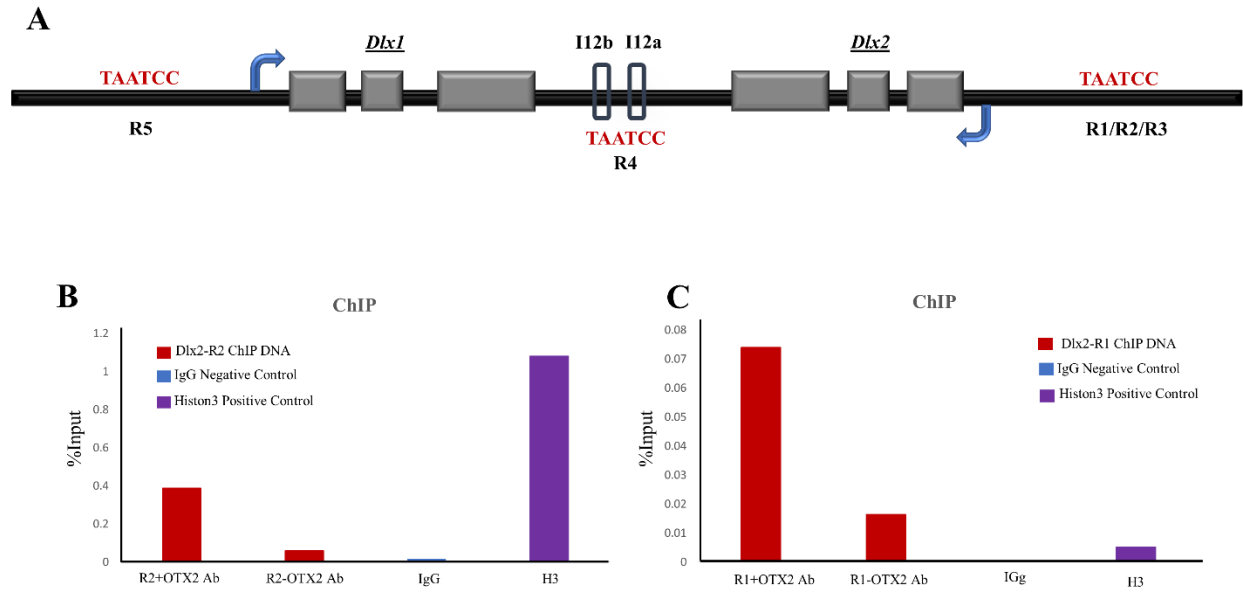 A
Dlx1
I12b I12a
Dlx2
TAATCC
TAATCC
R5
TAATCC
R4
R1/R2/R3
B
ChIP
1.2
1
0.8
0.6
0.4
0.2
0
%Input
Dlx2-R2 ChIP DNA
IgG Negative Control
Histon3 Positive Control
R2+OTX2 Ab
R2-OTX2 Ab
IgG
H3
C
ChIP
0.08
0.07
0.06
0.05
0.04
0.03
0.02
0.01
0
%Input
Dlx2-R1 ChIP DNA
IgG Negative Control
Histon3 Positive Control
R1+OTX2 Ab
R1-OTX2 Ab
IGg
H3